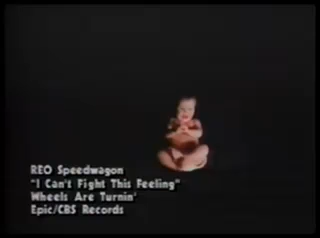 REO Speedwagon
"I Can't Fight This Feeling"
Wheels Are Turnin'
Epic/CBS Records